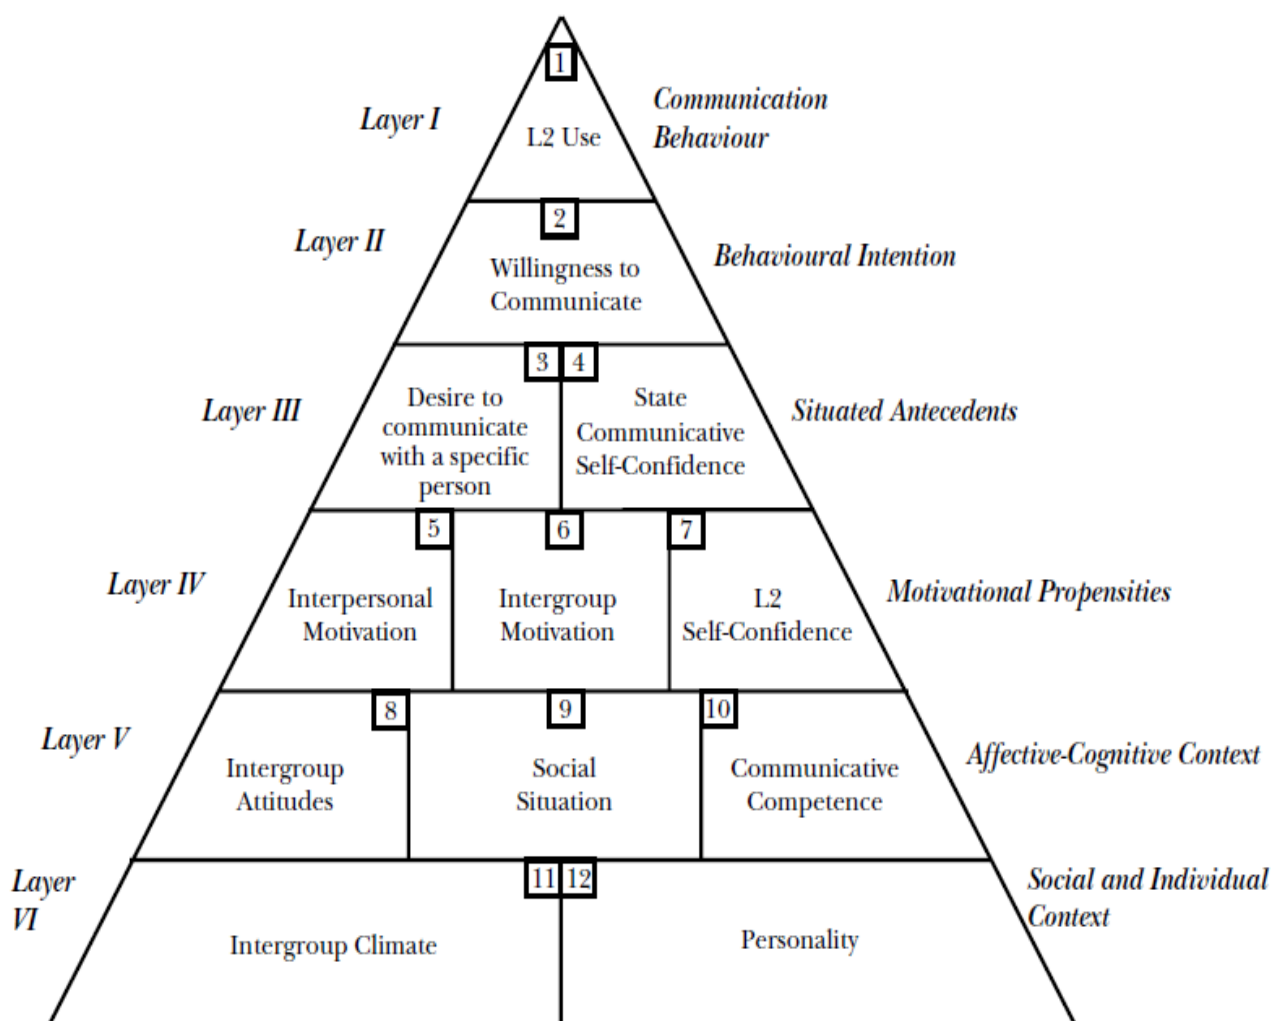 1
Layer I
L2 Use
Communication
Behaviour
2
Layer II
Willingness to
Communicate
Behavioural Intention
3 4
Layer III
Desire to
communicate
with a specific
person
State
Communicative
Self-Confidence
Situated Antecedents
5 6 7
Layer IV
Interpersonal
Motivation
Intergroup
Motivation
L2
Self-Confidence
Motivational Propensities
8 9 10
Layer V
Intergroup
Attitudes
Social
Situation
Communicative
Competence
Affective-Cognitive Context
11 12
Layer
VI
Intergroup Climate
Personality
Social and Individual
Context